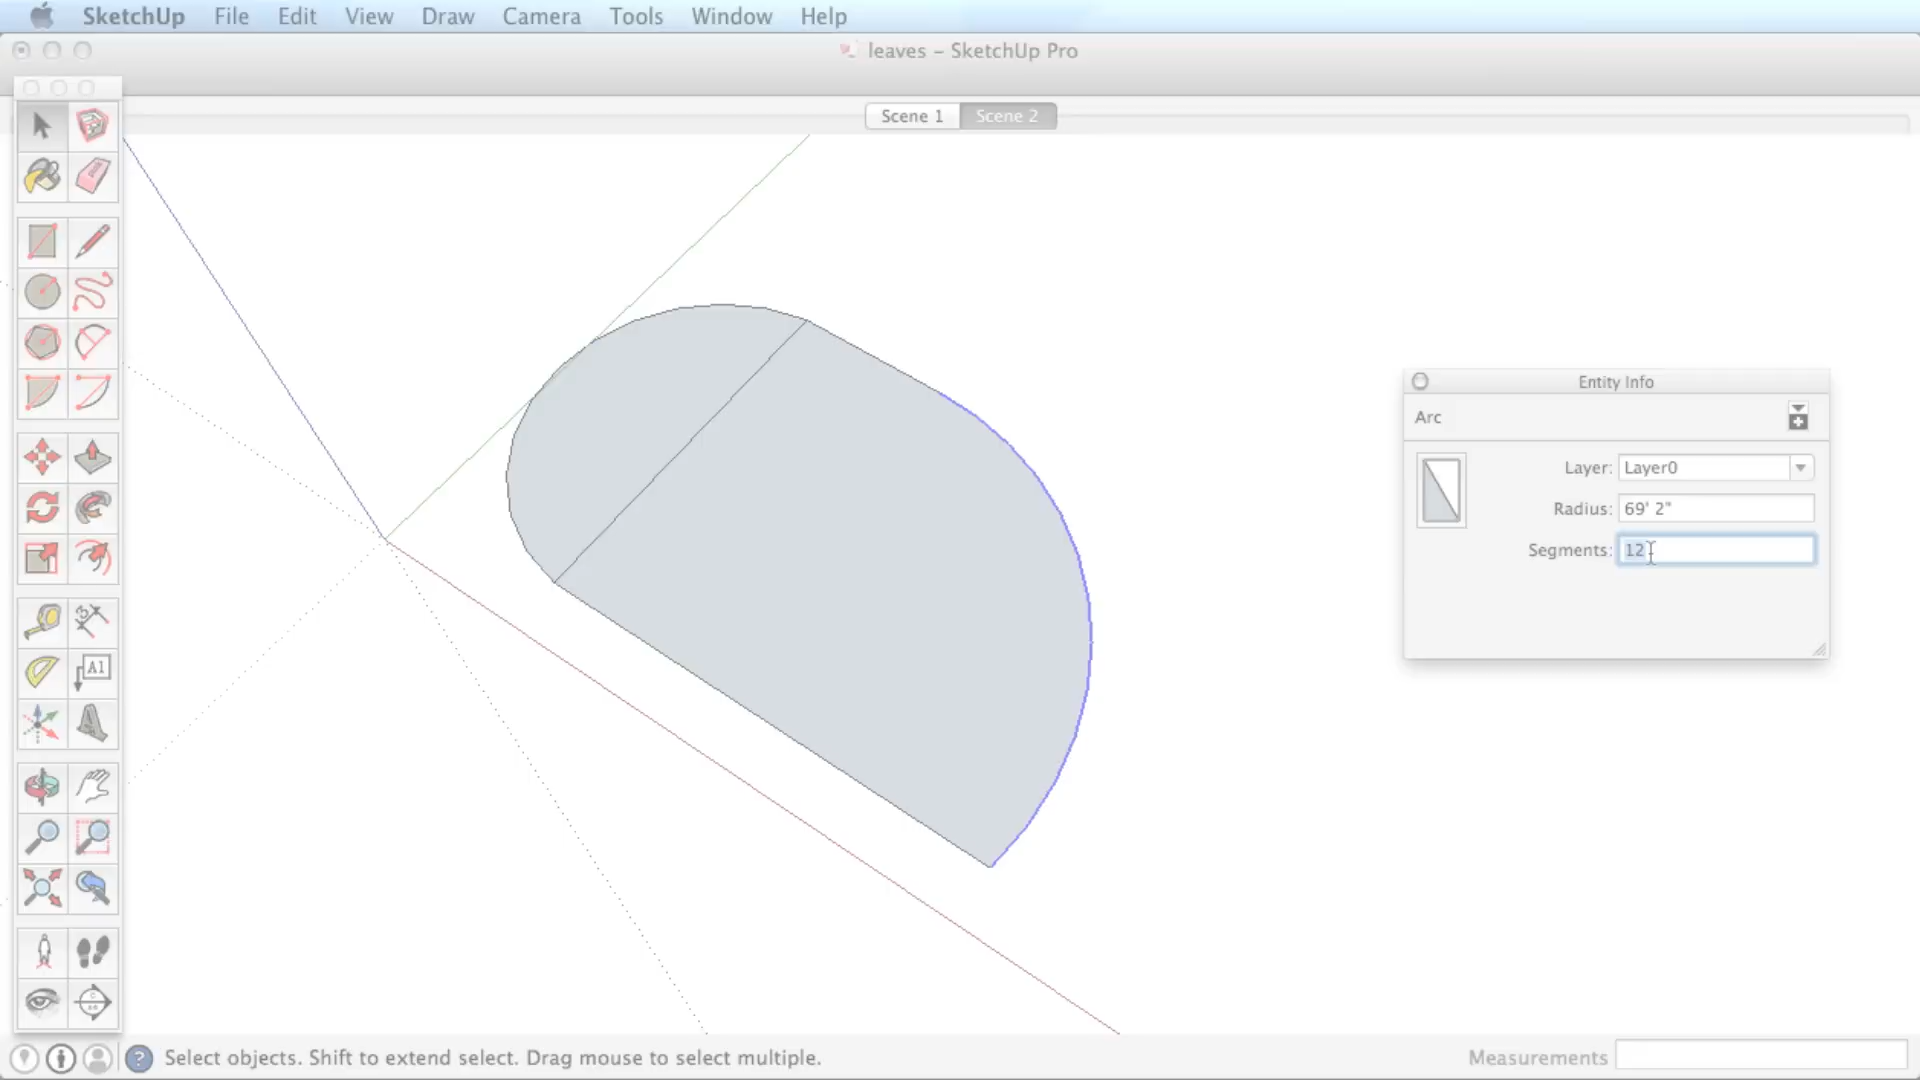 SketchUp File Edit View Draw Camera Tools Window Help
leaves – SketchUp Pro
Scene 1 Scene 2
Entity Info
Arc
Layer: Layer0
Radius: 69' 2"
Segments: 12
A1
Select objects. Shift to extend select. Drag mouse to select multiple.
Measurements